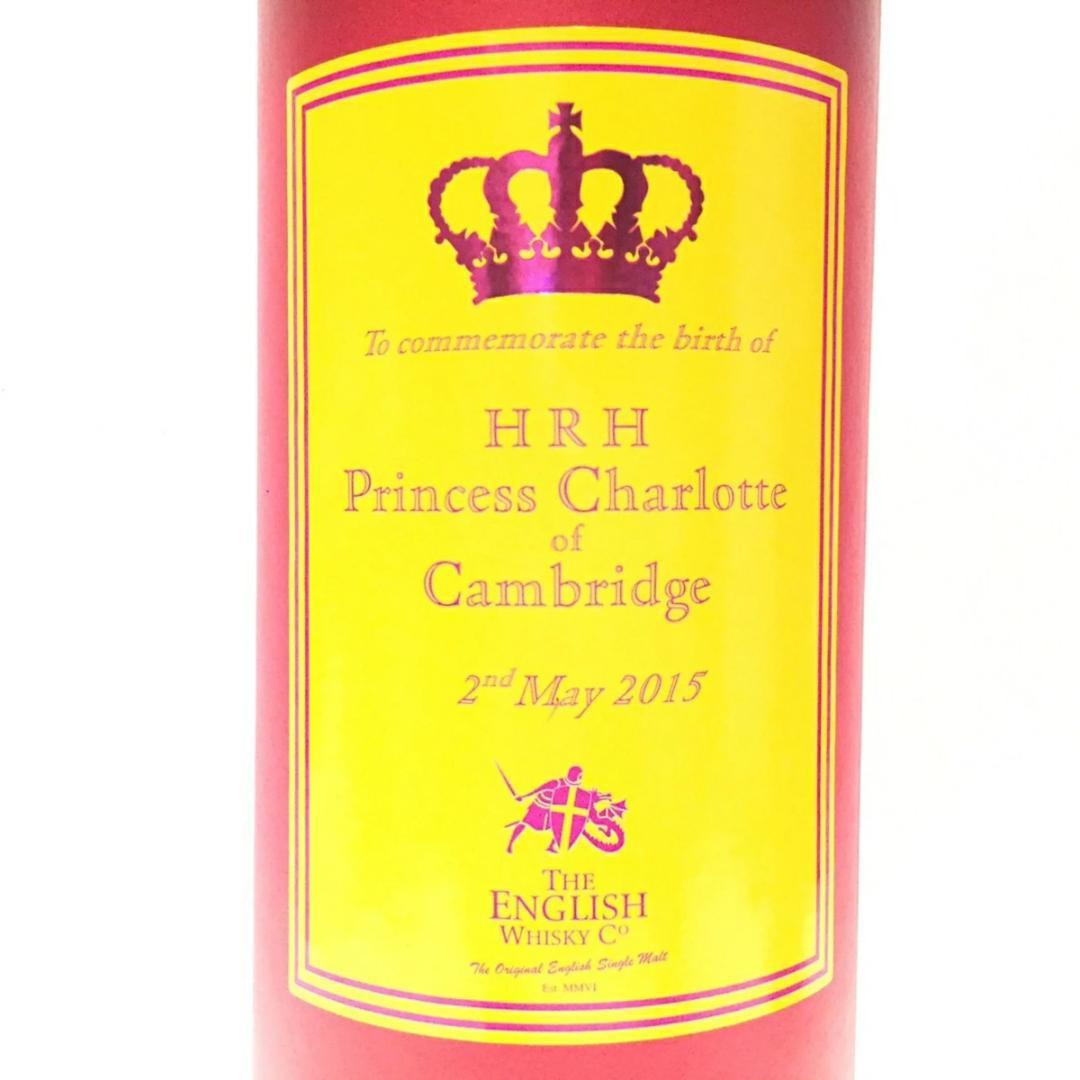 To commemorate the birth of
HRH
Princess Charlotte
of
Cambridge
2nd May 2015
THE
ENGLISH
WHISKY Co
The Original English Single Malt
Est. MMVI